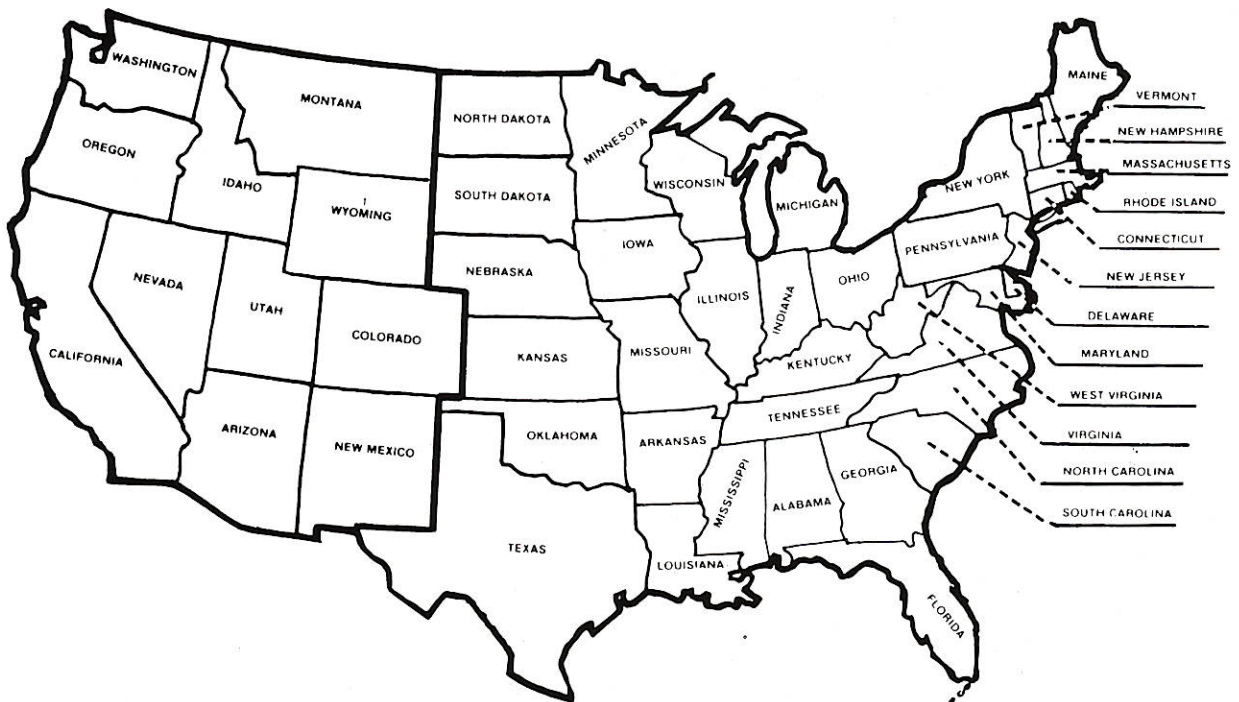 WASHINGTON
MONTANA
NORTH DAKOTA
MINNESOTA
MAINE
VERMONT
NEW HAMPSHIRE
MASSACHUSETTS
RHODE ISLAND
CONNECTICUT
NEW JERSEY
DELAWARE
MARYLAND
WEST VIRGINIA
VIRGINIA
NORTH CAROLINA
SOUTH CAROLINA
OREGON
IDAHO
WYOMING
SOUTH DAKOTA
WISCONSIN
MICHIGAN
NEW YORK
PENNSYLVANIA
IOWA
NEBRASKA
NEVADA
UTAH
COLORADO
ILLINOIS
INDIANA
OHIO
CALIFORNIA
KANSAS
MISSOURI
KENTUCKY
ARIZONA
NEW MEXICO
OKLAHOMA
ARKANSAS
TENNESSEE
MISSISSIPPI
ALABAMA
GEORGIA
TEXAS
LOUISIANA
FLORIDA